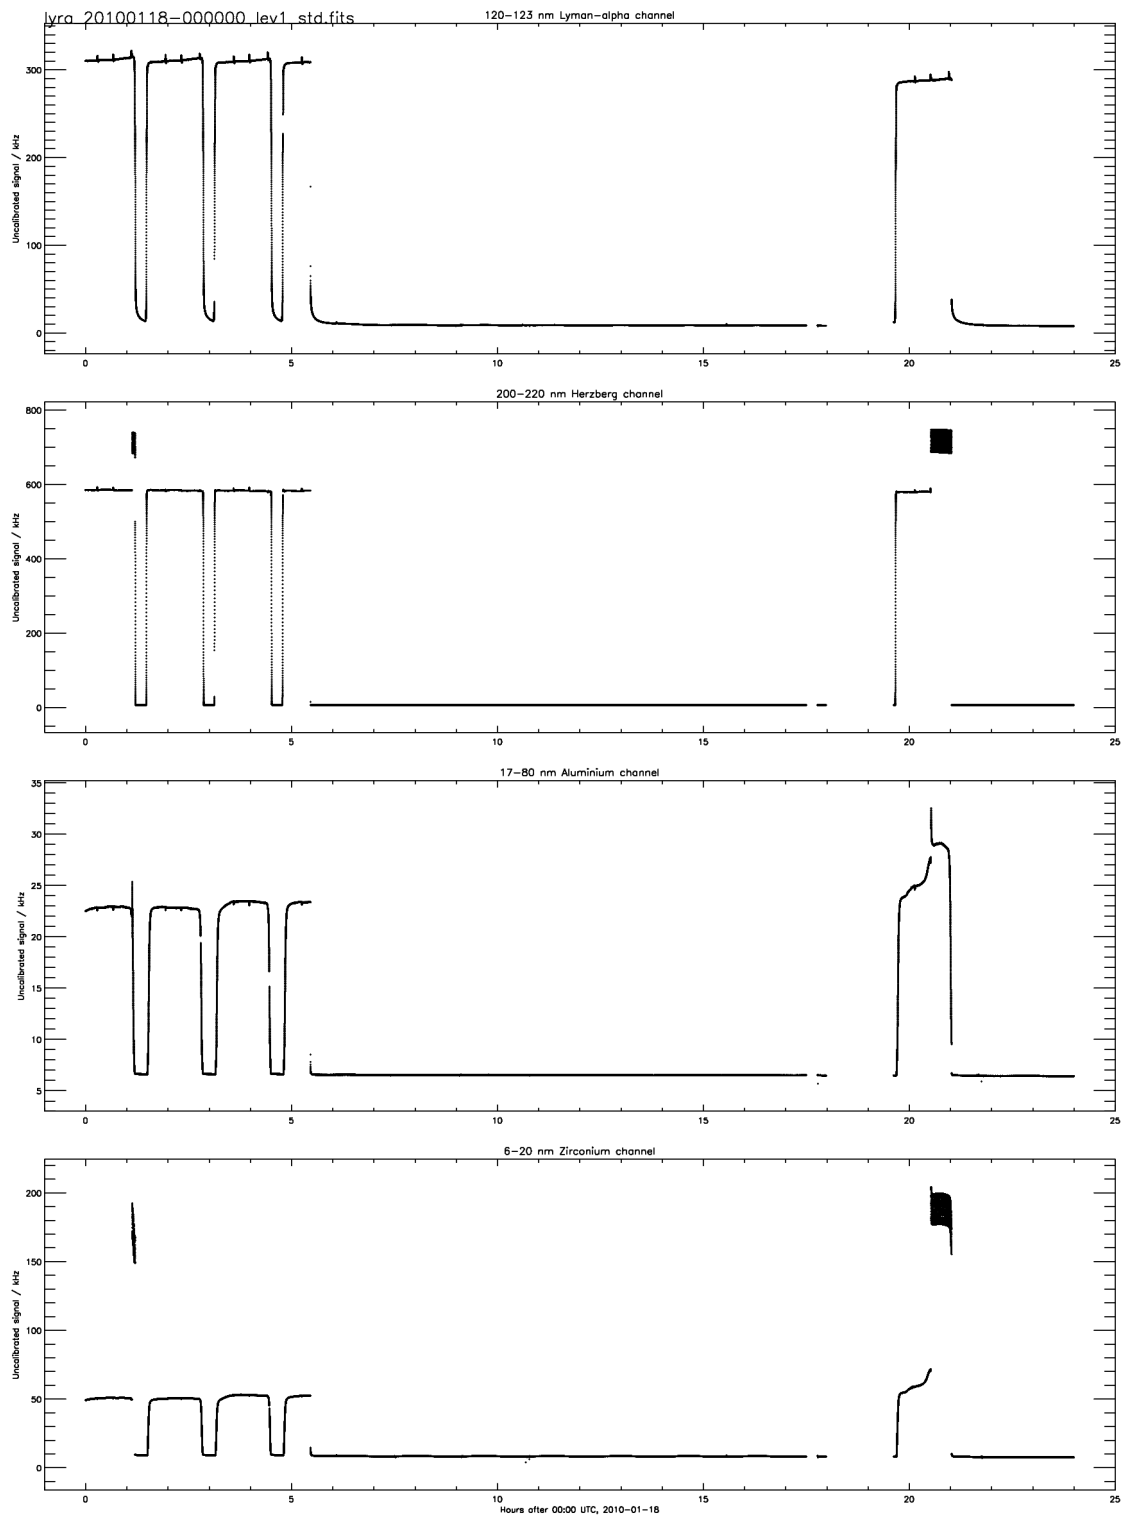 lyra_20100118-000000_lev1_std.fits
120-123 nm Lyman-alpha channel
300
200
100
0
Uncalibrated signal / kHz
0 5 10 15 20 25
200-220 nm Herzberg channel
800
600
400
200
0
Uncalibrated signal / kHz
0 5 10 15 20 25
17-80 nm Aluminium channel
35
30
25
20
15
10
5
Uncalibrated signal / kHz
0 5 10 15 20 25
6-20 nm Zirconium channel
200
150
100
50
0
Uncalibrated signal / kHz
0 5 10 15 20 25
Hours after 00:00 UTC, 2010-01-18